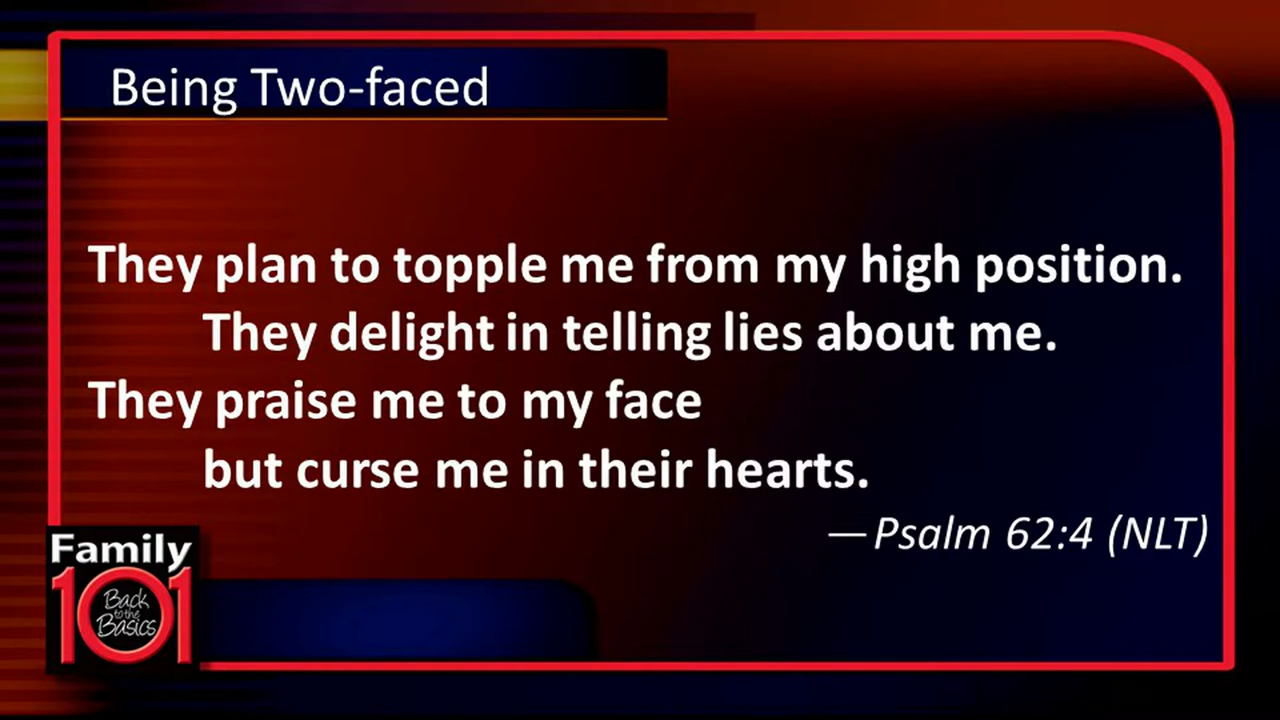 Being Two-faced
They plan to topple me from my high position.
They delight in telling lies about me.
They praise me to my face
but curse me in their hearts.
—Psalm 62:4 (NLT)
Family
101
Back
to the
Basics